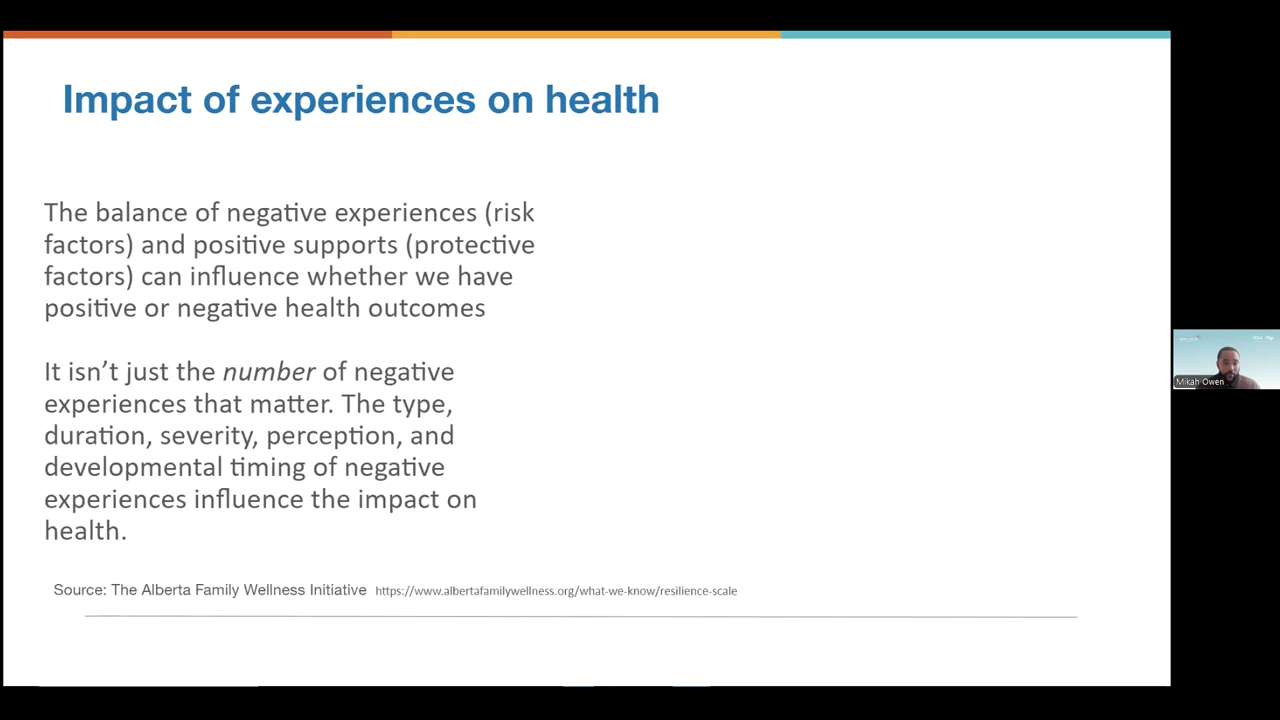 Impact of experiences on health
The balance of negative experiences (risk
factors) and positive supports (protective
factors) can influence whether we have
positive or negative health outcomes
It isn’t just the number of negative
experiences that matter. The type,
duration, severity, perception, and
developmental timing of negative
experiences influence the impact on
health.
Source: The Alberta Family Wellness Initiative https://www.albertafamilywellness.org/what-we-know/resilience-scale
Mikah Owen